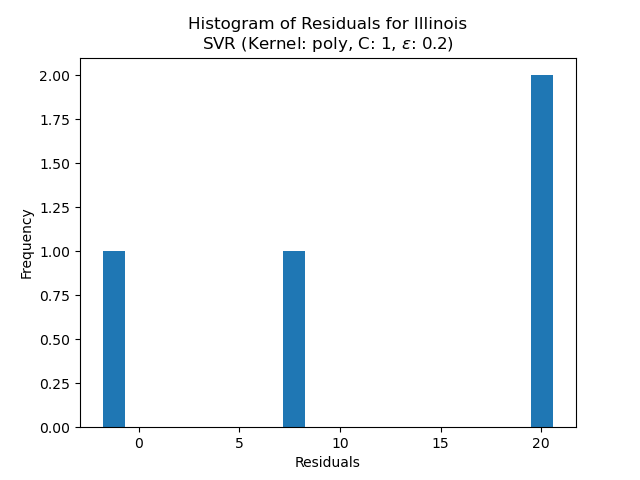 Histogram of Residuals for Illinois
SVR (Kernel: poly, C: 1, ε: 0.2)
2.00
1.75
1.50
1.25
1.00
0.75
0.50
0.25
0.00
Frequency
0 5 10 15 20
Residuals